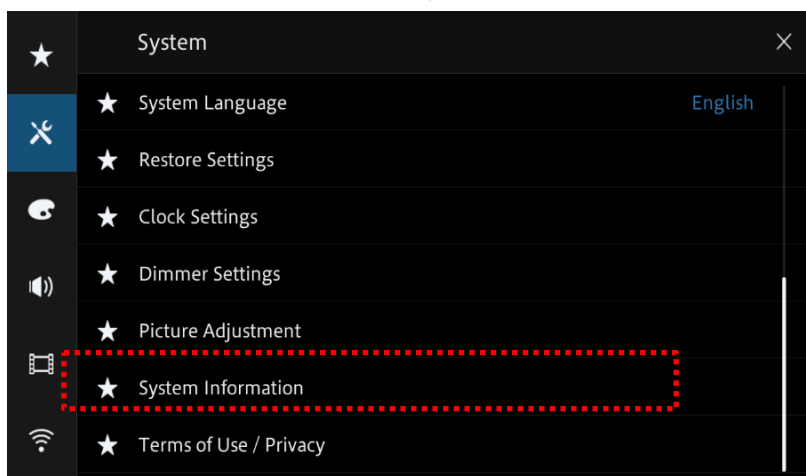 System
System Language English
Restore Settings
Clock Settings
Dimmer Settings
Picture Adjustment
System Information
Terms of Use / Privacy